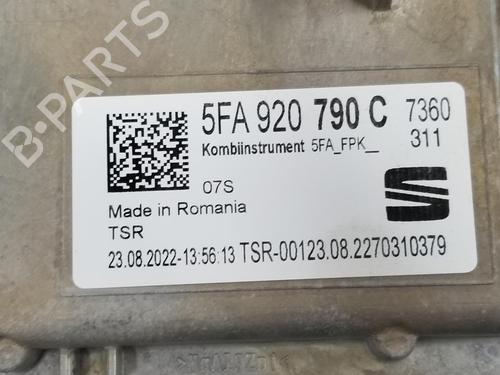 B-PARTS
5FA 920 790 C 7360
Kombiinstrument 5FA_FPK__ 311
07S
Made in Romania
TSR
23.08.2022-13:56:13 TSR-00123.08.2270310379